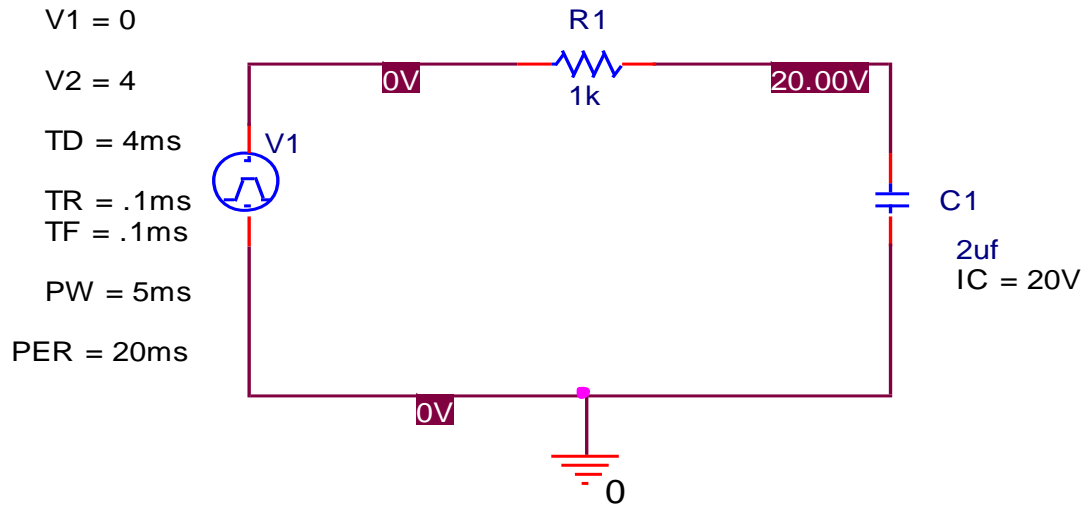 V1 = 0
V2 = 4
TD = 4ms
TR = .1ms
TF = .1ms
PW = 5ms
PER = 20ms
V1
0V
R1
1k
20.00V
C1
2uf
IC = 20V
0V
0